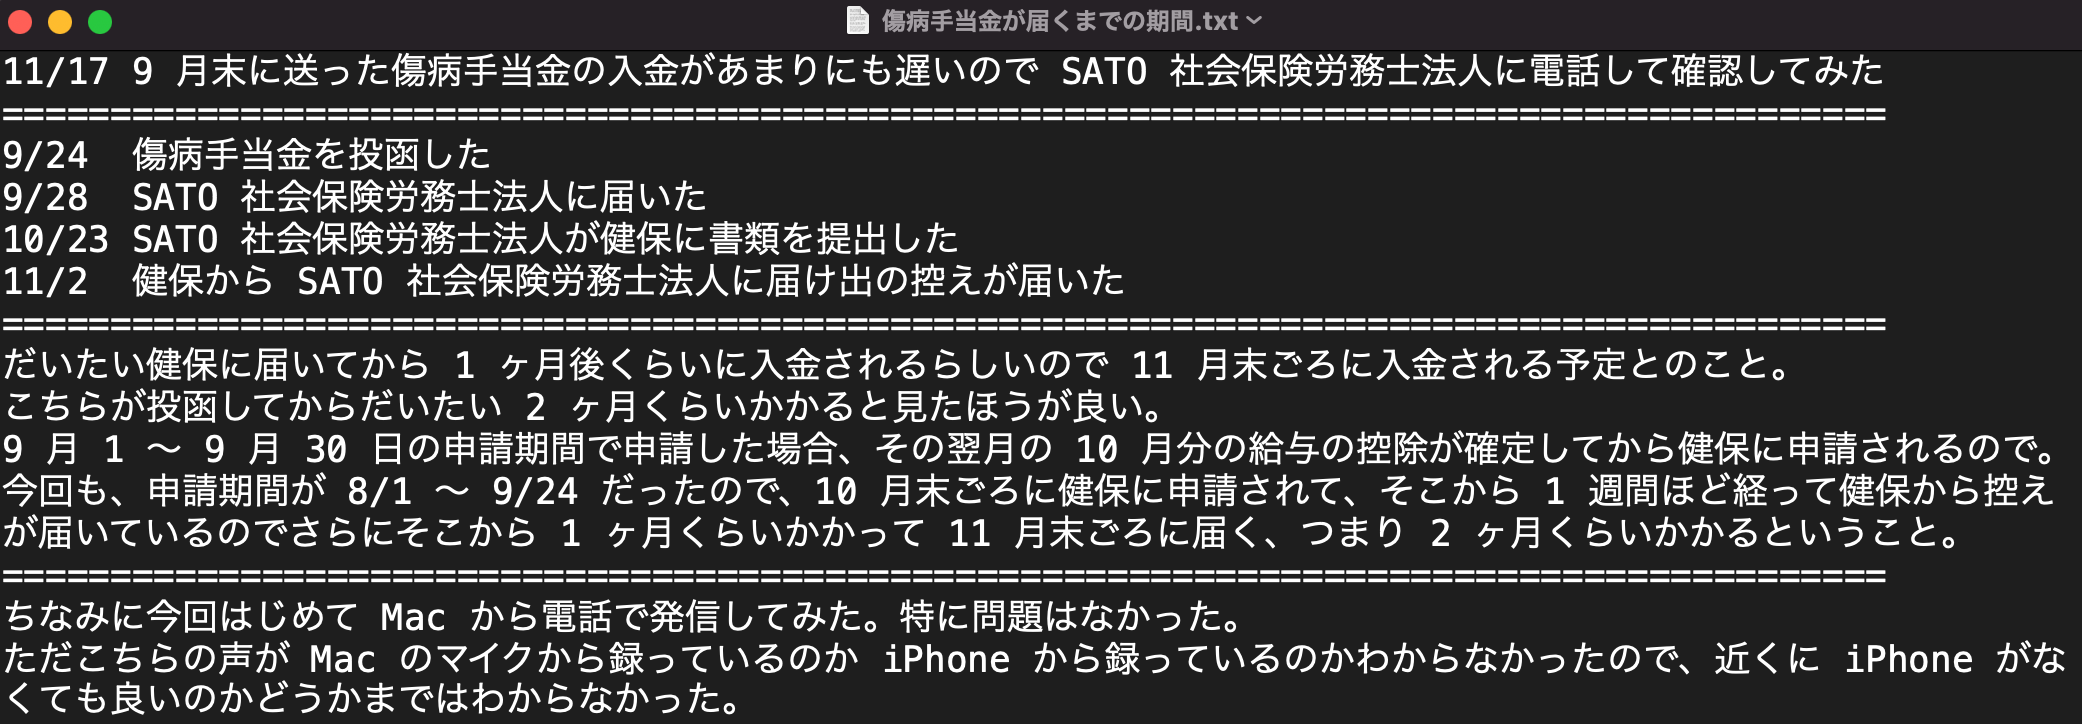 傷病手当金が届くまでの期間.txt
11/17 9 月末に送った傷病手当金の入金があまりにも遅いので SATO 社会保険労務士法人に電話して確認してみた
=======================================================================================
9/24  傷病手当金を投函した
9/28  SATO 社会保険労務士法人に届いた
10/23 SATO 社会保険労務士法人が健保に書類を提出した
11/2  健保から SATO 社会保険労務士法人に届け出の控えが届いた
=======================================================================================
だいたい健保に届いてから 1 ヶ月後くらいに入金されるらしいので 11 月末ごろに入金される予定とのこと。
こちらが投函してからだいたい 2 ヶ月くらいかかると見たほうが良い。
9 月 1 〜 9 月 30 日の申請期間で申請した場合、その翌月の 10 月分の給与の控除が確定してから健保に申請されるので。
今回も、申請期間が 8/1 〜 9/24 だったので、10 月末ごろに健保に申請されて、そこから 1 週間ほど経って健保から控え
が届いているのでさらにそこから 1 ヶ月くらいかかって 11 月末ごろに届く、つまり 2 ヶ月くらいかかるということ。
=======================================================================================
ちなみに今回はじめて Mac から電話で発信してみた。特に問題はなかった。
ただこちらの声が Mac のマイクから録っているのか iPhone から録っているのかわからなかったので、近くに iPhone がな
くても良いのかどうかまではわからなかった。